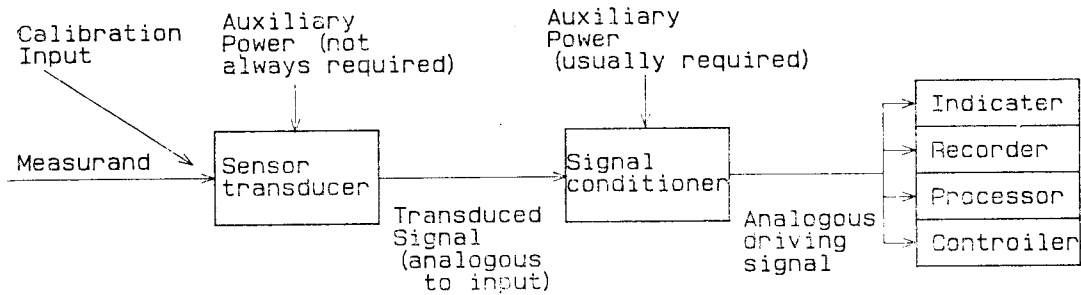 Calibration
Input
Auxiliary
Power (not
always required)
Auxiliary
Power
(usually required)
Measurand
Sensor
transducer
Transduced
Signal
(analogous
to input)
Signal
conditioner
Analogous
driving
signal
Indicater
Recorder
Processor
Controiler